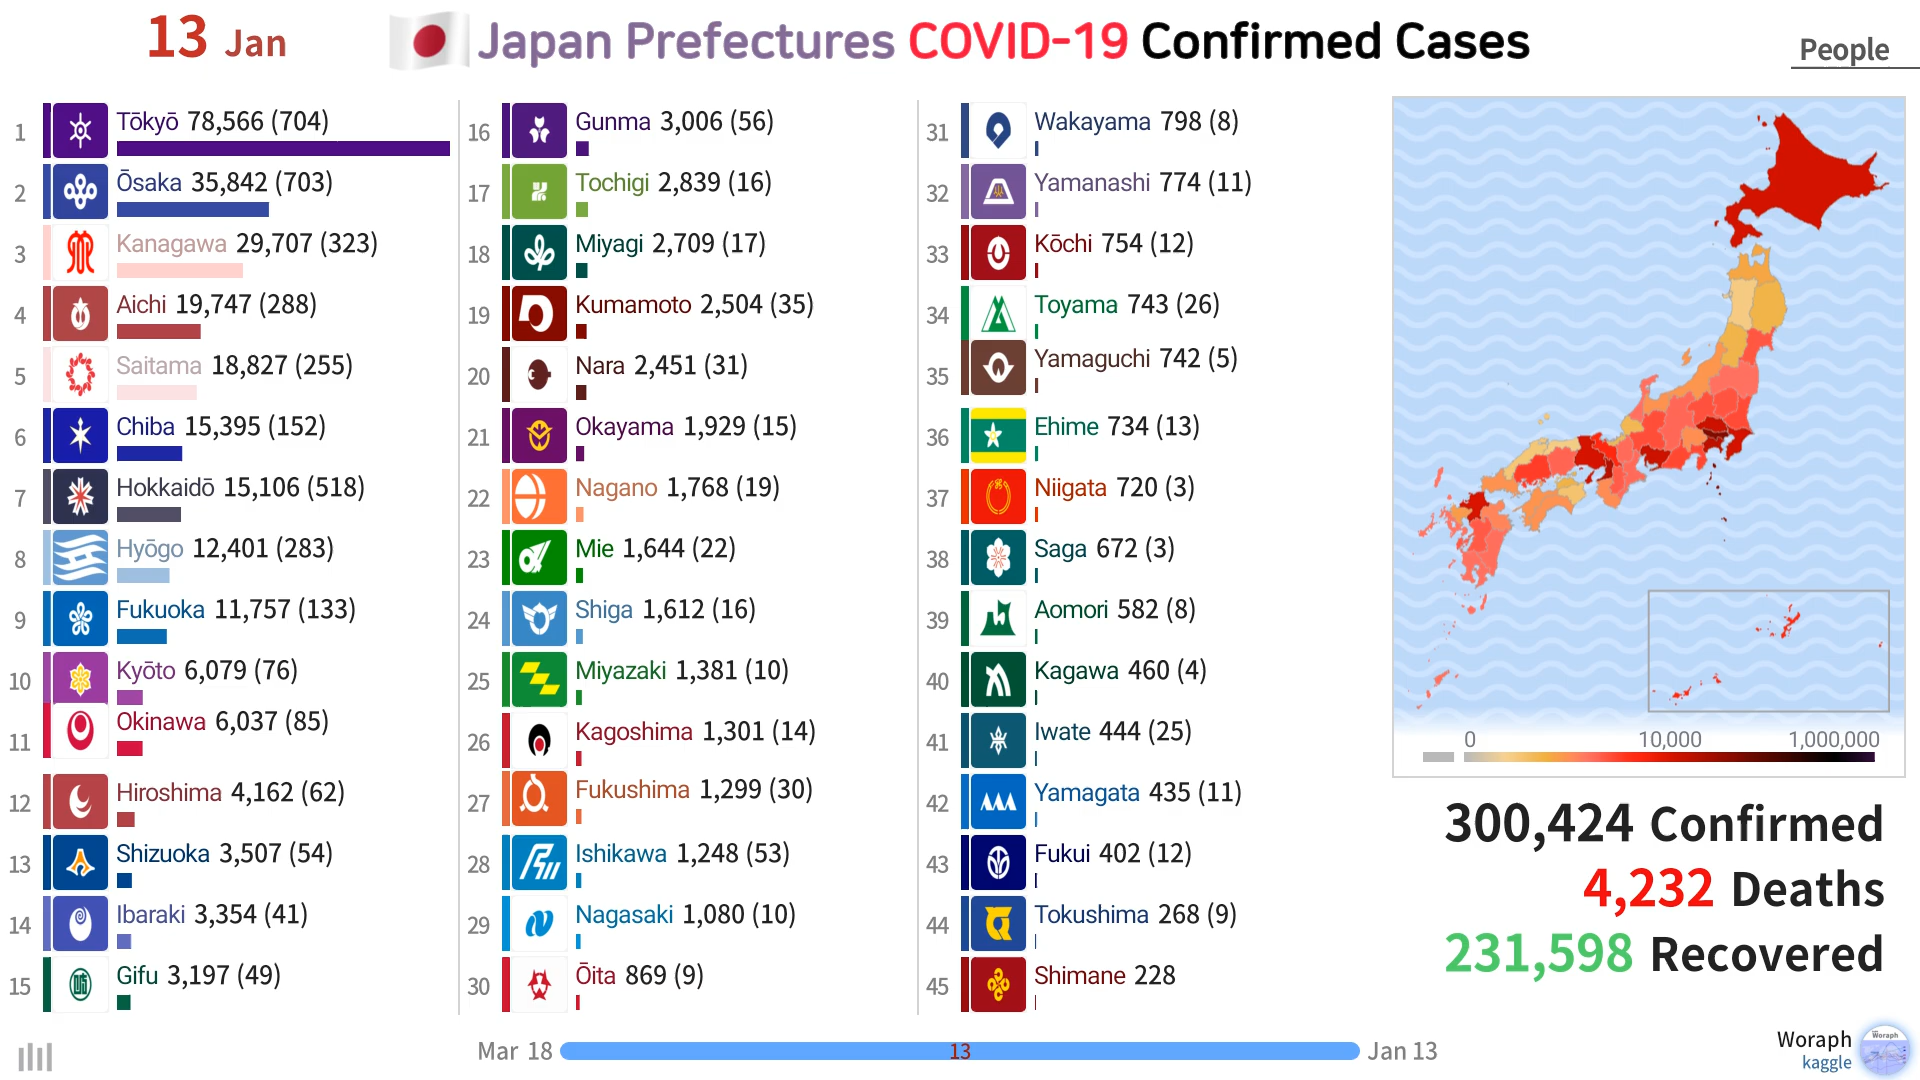 13 Jan
Japan Prefectures COVID-19 Confirmed Cases
People
1 Tōkyō 78,566 (704)
2 Ōsaka 35,842 (703)
3 Kanagawa 29,707 (323)
4 Aichi 19,747 (288)
5 Saitama 18,827 (255)
6 Chiba 15,395 (152)
7 Hokkaidō 15,106 (518)
8 Hyōgo 12,401 (283)
9 Fukuoka 11,757 (133)
10 Kyōto 6,079 (76)
11 Okinawa 6,037 (85)
12 Hiroshima 4,162 (62)
13 Shizuoka 3,507 (54)
14 Ibaraki 3,354 (41)
15 Gifu 3,197 (49)
16 Gunma 3,006 (56)
17 Tochigi 2,839 (16)
18 Miyagi 2,709 (17)
19 Kumamoto 2,504 (35)
20 Nara 2,451 (31)
21 Okayama 1,929 (15)
22 Nagano 1,768 (19)
23 Mie 1,644 (22)
24 Shiga 1,612 (16)
25 Miyazaki 1,381 (10)
26 Kagoshima 1,301 (14)
27 Fukushima 1,299 (30)
28 Ishikawa 1,248 (53)
29 Nagasaki 1,080 (10)
30 Ōita 869 (9)
31 Wakayama 798 (8)
32 Yamanashi 774 (11)
33 Kōchi 754 (12)
34 Toyama 743 (26)
35 Yamaguchi 742 (5)
36 Ehime 734 (13)
37 Niigata 720 (3)
38 Saga 672 (3)
39 Aomori 582 (8)
40 Kagawa 460 (4)
41 Iwate 444 (25)
42 Yamagata 435 (11)
43 Fukui 402 (12)
44 Tokushima 268 (9)
45 Shimane 228
0 10,000 1,000,000
300,424 Confirmed
4,232 Deaths
231,598 Recovered
Mar 18 13 Jan 13
Woraph
kaggle
Woraph